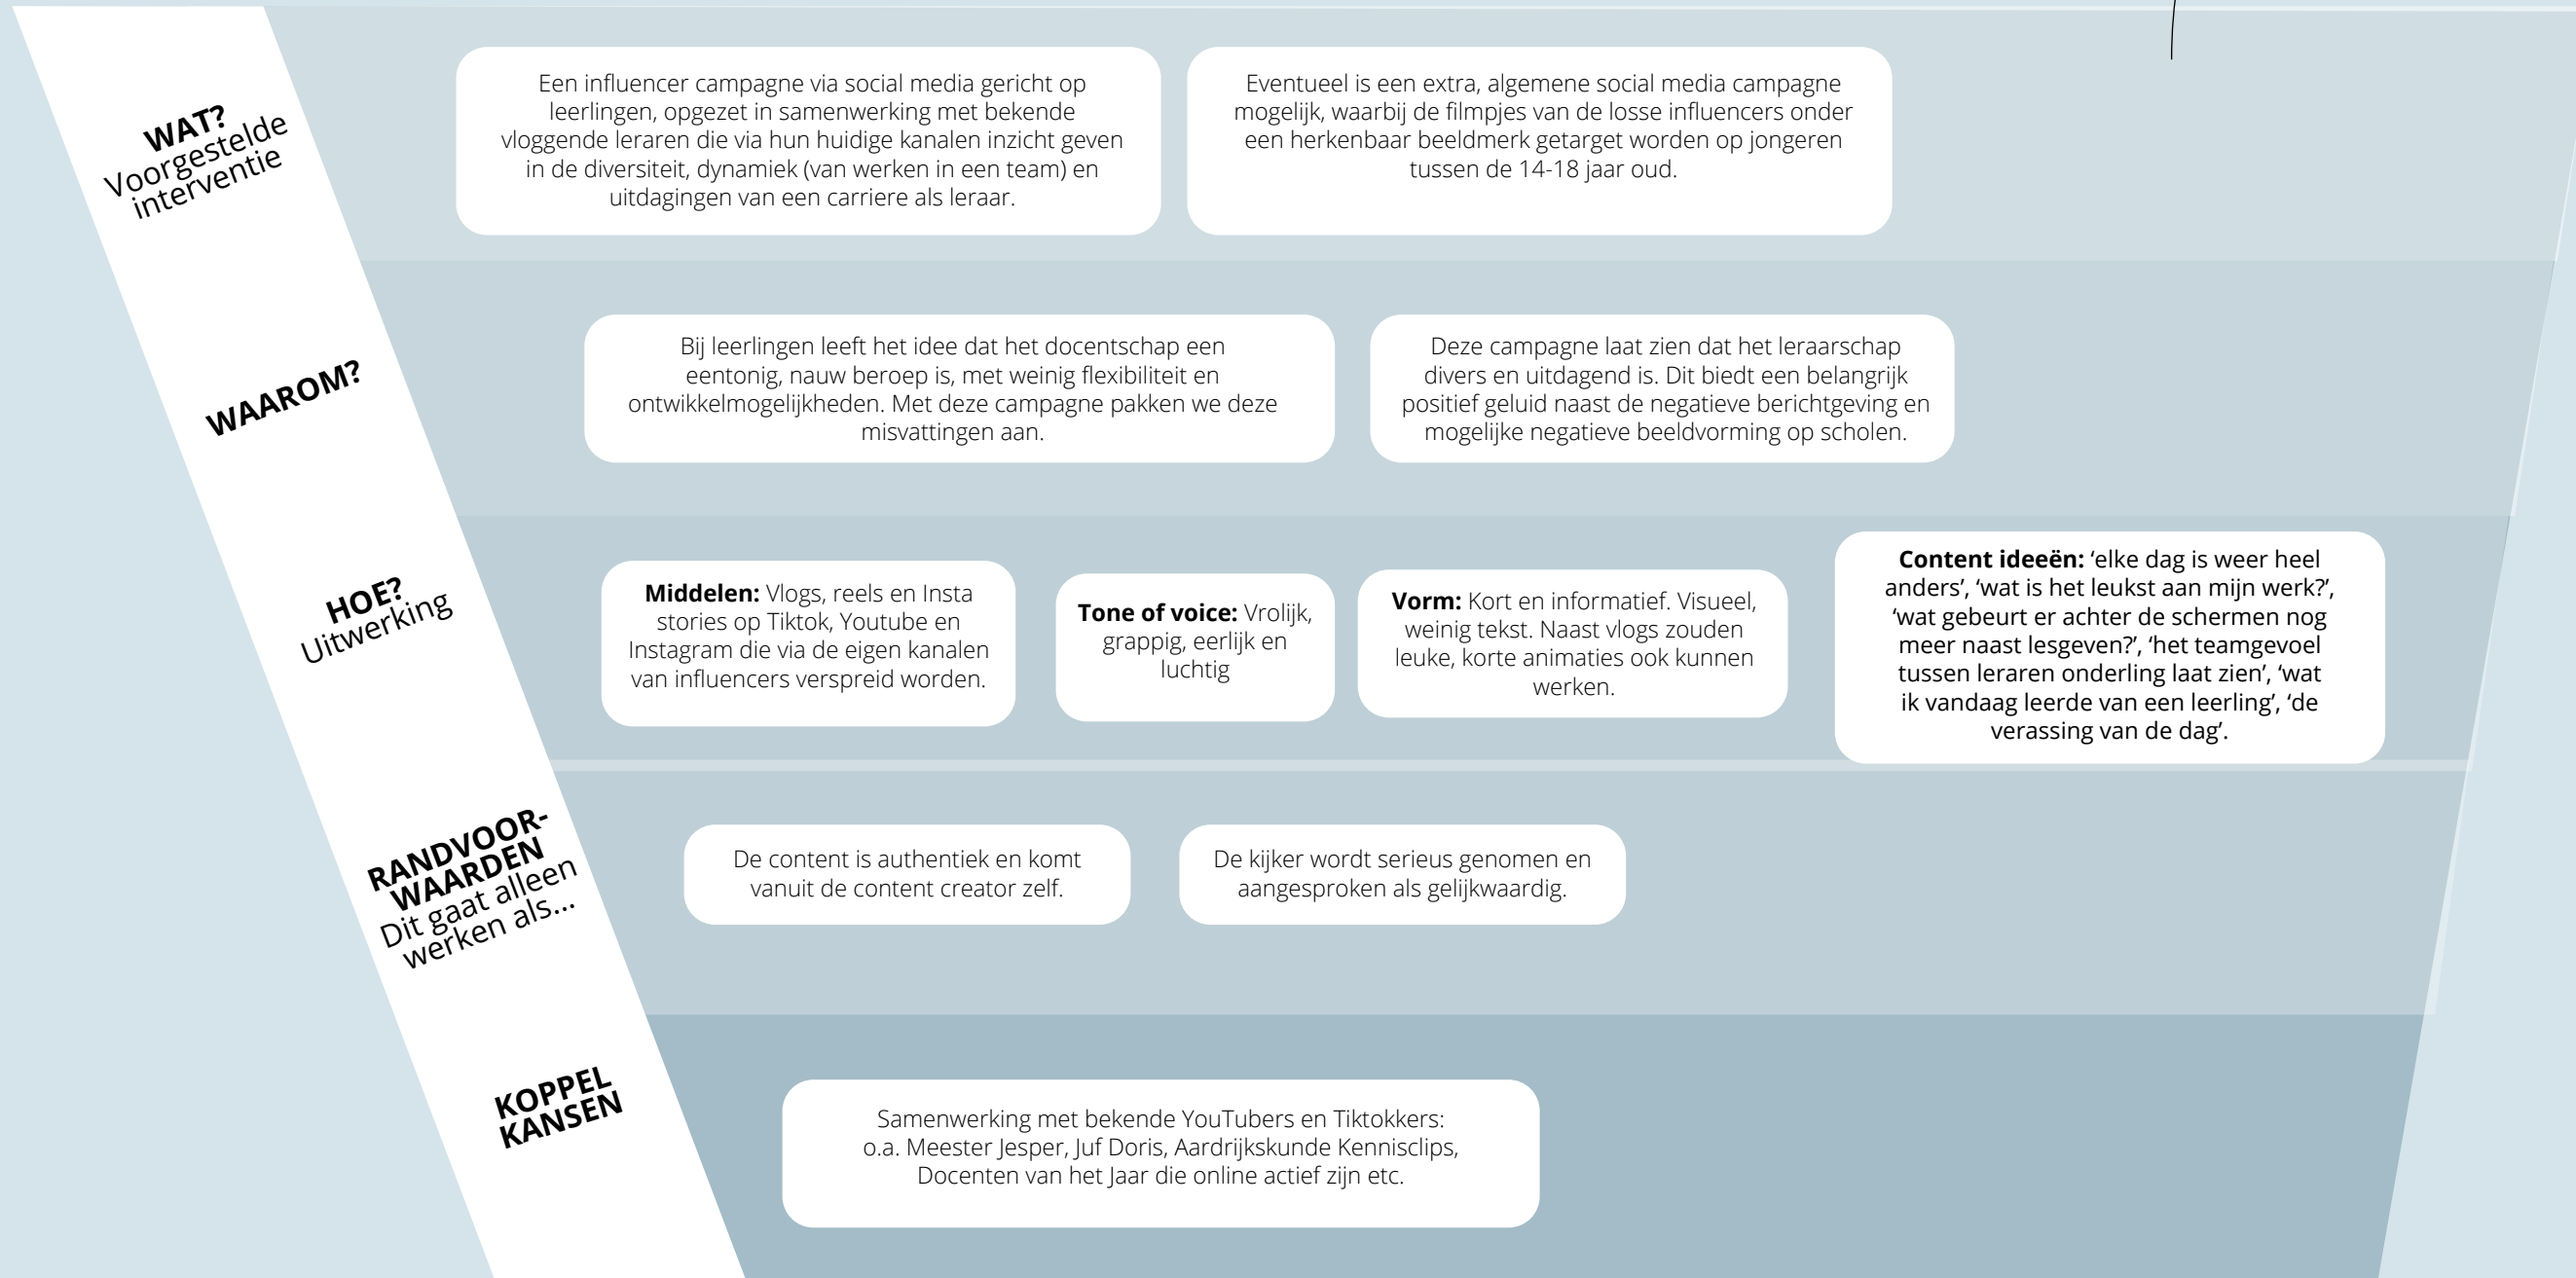 WAT?
Voorgestelde
interventie
Een influencer campagne via social media gericht op
leerlingen, opgezet in samenwerking met bekende
vloggende leraren die via hun huidige kanalen inzicht geven
in de diversiteit, dynamiek (van werken in een team) en
uitdagingen van een carriere als leraar.
Eventueel is een extra, algemene social media campagne
mogelijk, waarbij de filmpjes van de losse influencers onder
een herkenbaar beeldmerk getarget worden op jongeren
tussen de 14-18 jaar oud.
WAAROM?
Bij leerlingen leeft het idee dat het docentschap een
eentonig, nauw beroep is, met weinig flexibiliteit en
ontwikkelmogelijkheden. Met deze campagne pakken we deze
misvattingen aan.
Deze campagne laat zien dat het leraarschap
divers en uitdagend is. Dit biedt een belangrijk
positief geluid naast de negatieve berichtgeving en
mogelijke negatieve beeldvorming op scholen.
HOE?
Uitwerking
Middelen: Vlogs, reels en Insta
stories op Tiktok, Youtube en
Instagram die via de eigen kanalen
van influencers verspreid worden.
Tone of voice: Vrolijk,
grappig, eerlijk en
luchtig
Vorm: Kort en informatief. Visueel,
weinig tekst. Naast vlogs zouden
leuke, korte animaties ook kunnen
werken.
Content ideeën: ‘elke dag is weer heel
anders’, ‘wat is het leukst aan mijn werk?’,
‘wat gebeurt er achter de schermen nog
meer naast lesgeven?’, ‘het teamgevoel
tussen leraren onderling laat zien’, ‘wat
ik vandaag leerde van een leerling’, ‘de
verassing van de dag’.
RANDVOOR-
WAARDEN
Dit gaat alleen
werken als...
De content is authentiek en komt
vanuit de content creator zelf.
De kijker wordt serieus genomen en
aangesproken als gelijkwaardig.
KOPPEL
KANSEN
Samenwerking met bekende YouTubers en Tiktokkers:
o.a. Meester Jesper, Juf Doris, Aardrijkskunde Kennisclips,
Docenten van het Jaar die online actief zijn etc.